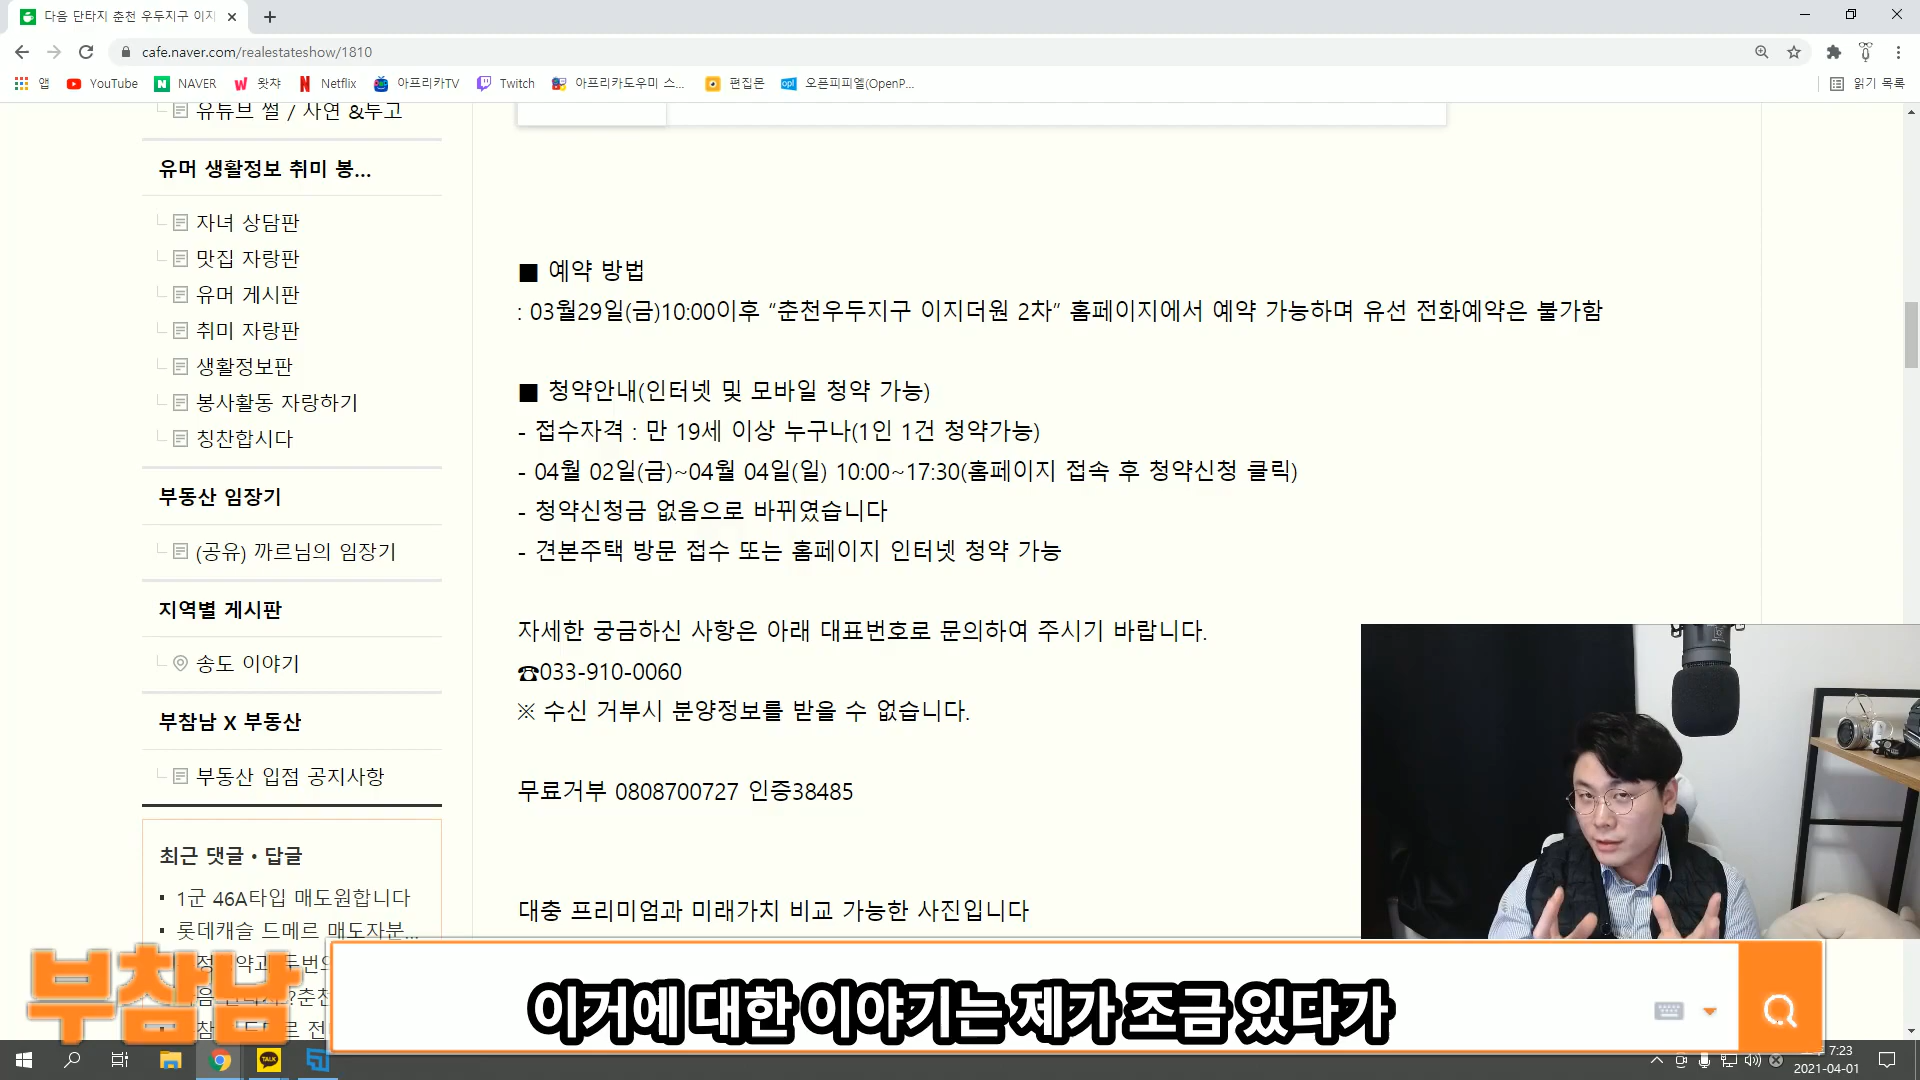 다음 단타지 춘천 우두지구 이지
cafe.naver.com/realestateshow/1810
앱
YouTube
NAVER
왓챠
Netflix
아프리카TV
Twitch
아프리카도우미 스...
편집몬
오픈피피엘(OpenP...
읽기 목록
유튜브 썰 / 사연 &투고
유머 생활정보 취미 봉...
자녀 상담판
맛집 자랑판
유머 게시판
취미 자랑판
생활정보판
봉사활동 자랑하기
칭찬합시다
부동산 임장기
(공유) 까르님의 임장기
지역별 게시판
송도 이야기
부참남 X 부동산
부동산 입점 공지사항
최근 댓글 • 답글
1군 46A타입 매도원합니다
롯데캐슬 드메르 매도자분...
■ 예약 방법
: 03월29일(금)10:00이후 “춘천우두지구 이지더원 2차” 홈페이지에서 예약 가능하며 유선 전화예약은 불가함
■ 청약안내(인터넷 및 모바일 청약 가능)
- 접수자격 : 만 19세 이상 누구나(1인 1건 청약가능)
- 04월 02일(금)~04월 04일(일) 10:00~17:30(홈페이지 접속 후 청약신청 클릭)
- 청약신청금 없음으로 바뀌였습니다
- 견본주택 방문 접수 또는 홈페이지 인터넷 청약 가능
자세한 궁금하신 사항은 아래 대표번호로 문의하여 주시기 바랍니다.
☎033-910-0060
※ 수신 거부시 분양정보를 받을 수 없습니다.
무료거부 0808700727 인증38485
대충 프리미엄과 미래가치 비교 가능한 사진입니다
부참남
이거에 대한 이야기는 제가 조금 있다가
TALK
7:23
2021-04-01